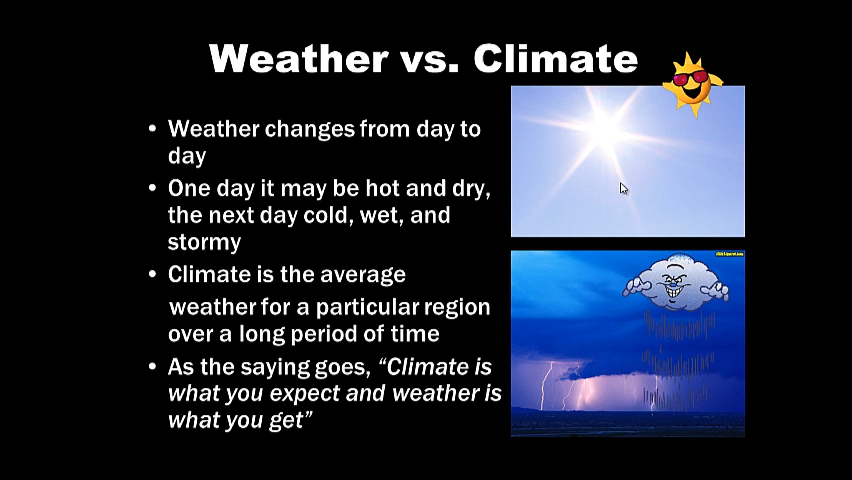 Weather vs. Climate
• Weather changes from day to
day
• One day it may be hot and dry,
the next day cold, wet, and
stormy
• Climate is the average
weather for a particular region
over a long period of time
• As the saying goes, “Climate is
what you expect and weather is
what you get”